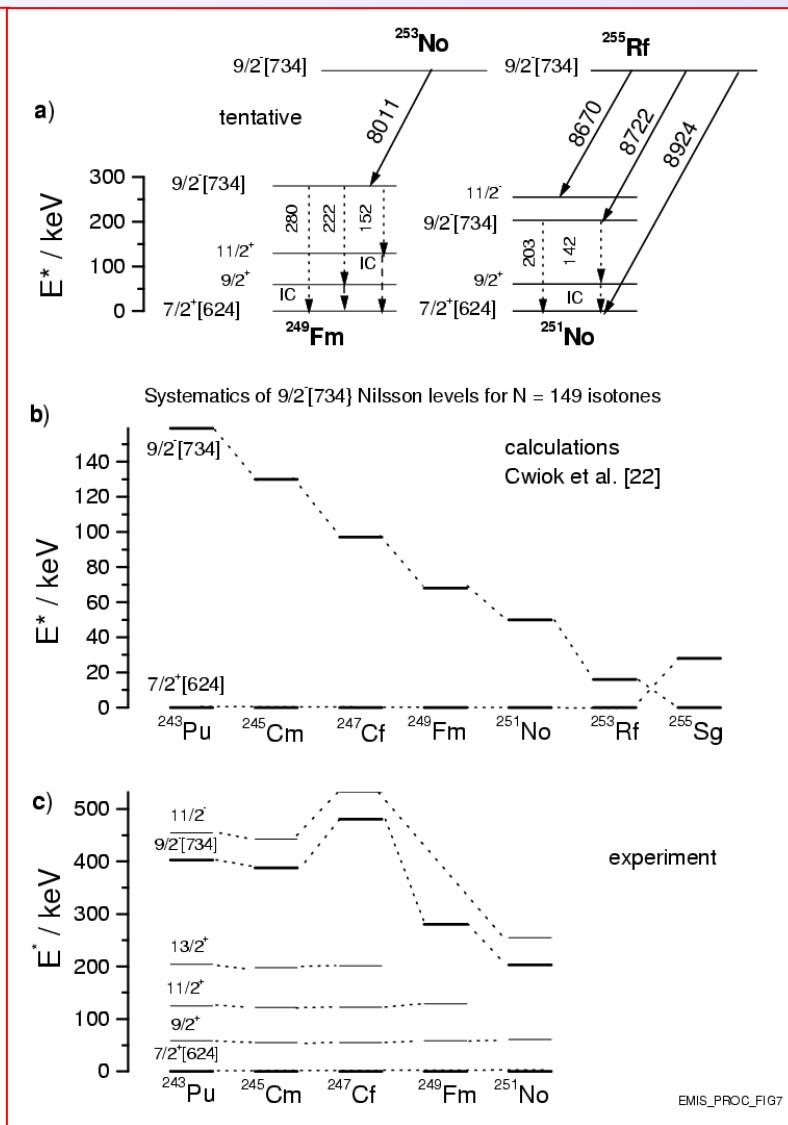 ²⁵³No
²⁵⁵Rf
9/2⁻[734]
9/2⁻[734]
a)
tentative
8011
8670
8722
8924
E* / keV
300
200
100
0
9/2⁻[734]
280
222
152
11/2⁺
IC
9/2⁺
IC
7/2⁺[624]
²⁴⁹Fm
11/2⁻
9/2⁻[734]
203
142
9/2⁺
IC
7/2⁺[624]
²⁵¹No
Systematics of 9/2⁻[734} Nilsson levels for N = 149 isotones
b)
calculations
Cwiok et al. [22]
E* / keV
140
120
100
80
60
40
20
0
9/2⁻[734]
7/2⁺[624]
²⁴³Pu ²⁴⁵Cm ²⁴⁷Cf ²⁴⁹Fm ²⁵¹No ²⁵³Rf ²⁵⁵Sg
c)
experiment
E* / keV
500
400
300
200
100
0
11/2⁻
9/2⁻[734]
13/2⁺
11/2⁺
9/2⁺
7/2⁺[624]
²⁴³Pu ²⁴⁵Cm ²⁴⁷Cf ²⁴⁹Fm ²⁵¹No
EMIS_PROC_FIG7